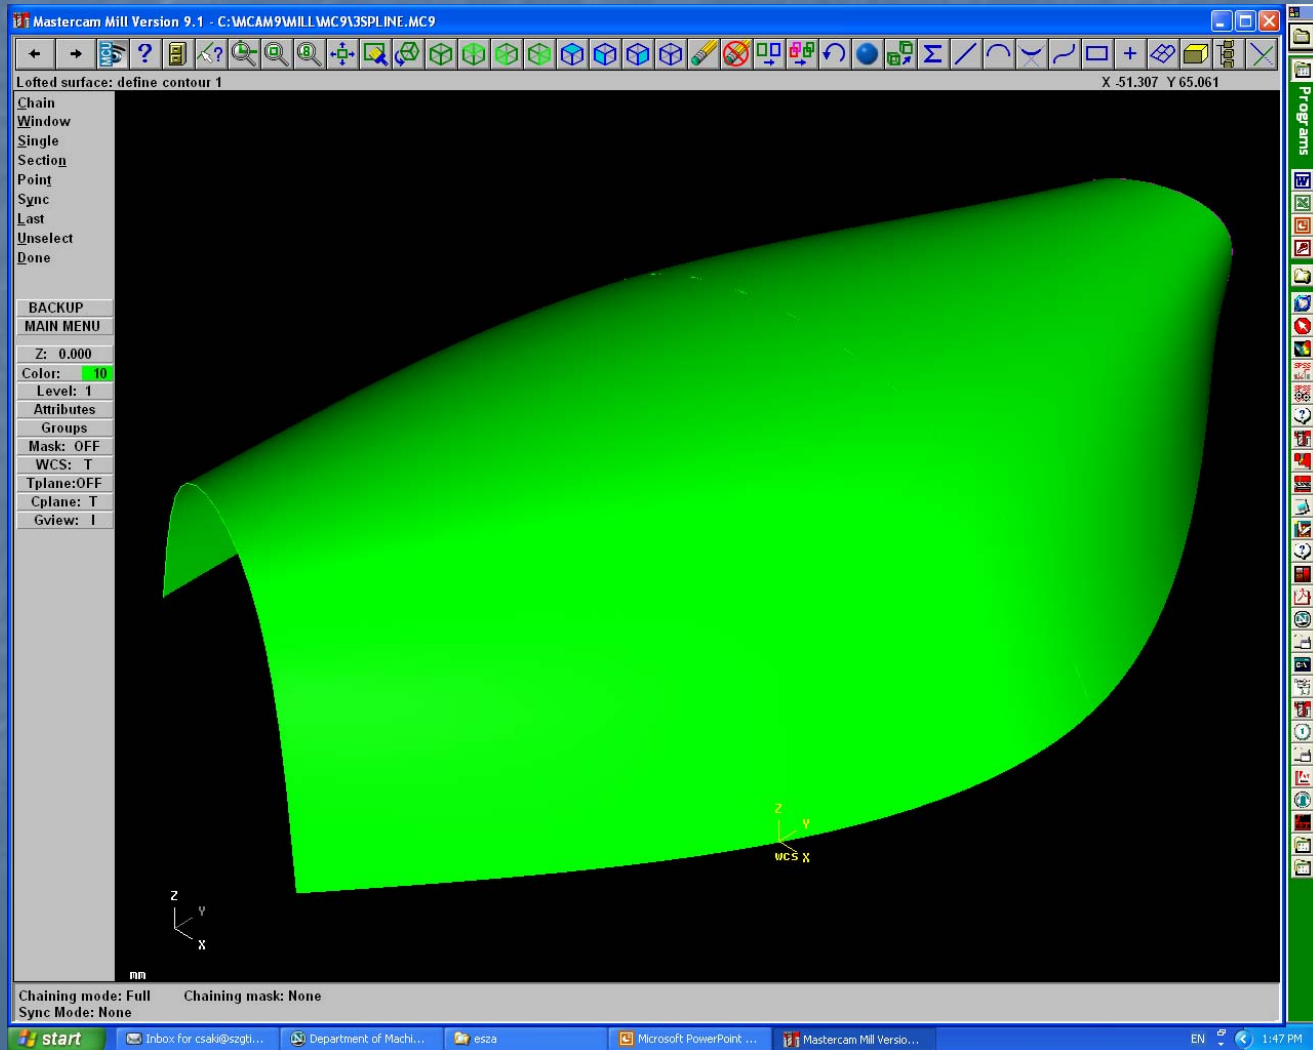 Mastercam Mill Version 9.1 - C:\MCAM9\MILL\MC9\3SPLINE.MC9
Lofted surface: define contour 1
X -51.307 Y 65.061
Chain
Window
Single
Section
Point
Sync
Last
Unselect
Done
BACKUP
MAIN MENU
Z: 0.000
Color: 10
Level: 1
Attributes
Groups
Mask: OFF
WCS: T
Tplane:OFF
Cplane: T
Gview: I
Z
Y
WCS X
Z
Y
X
mm
Chaining mode: Full Chaining mask: None
Sync Mode: None
Programs
start
Inbox for csaki@szgti...
Department of Machi...
esza
Microsoft PowerPoint ...
Mastercam Mill Versio...
EN
1:47 PM